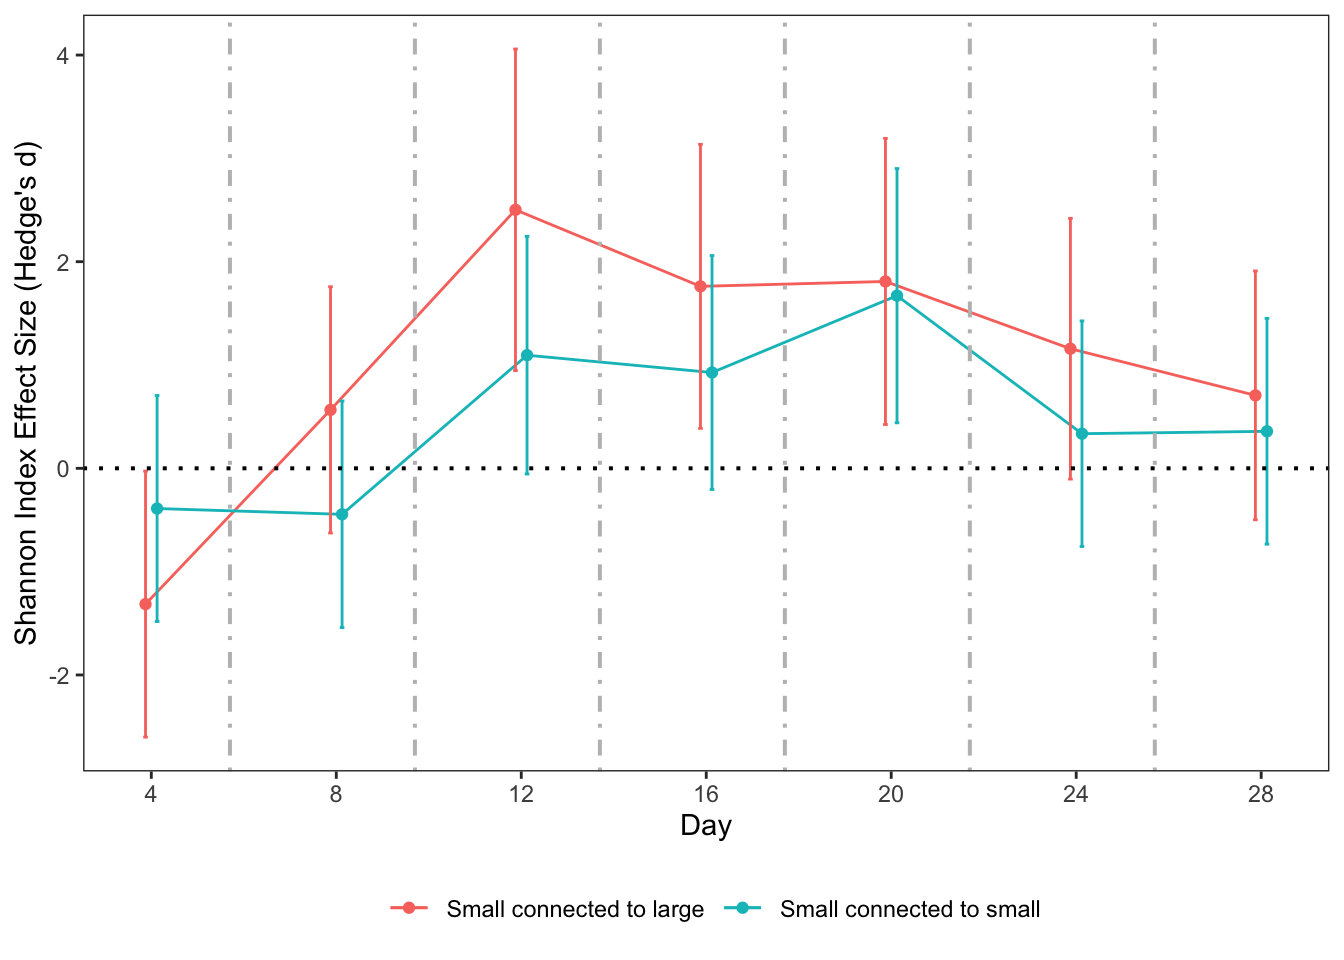 Shannon Index Effect Size (Hedge's d)
4
2
0
-2
4 8 12 16 20 24 28
Day
Small connected to large Small connected to small